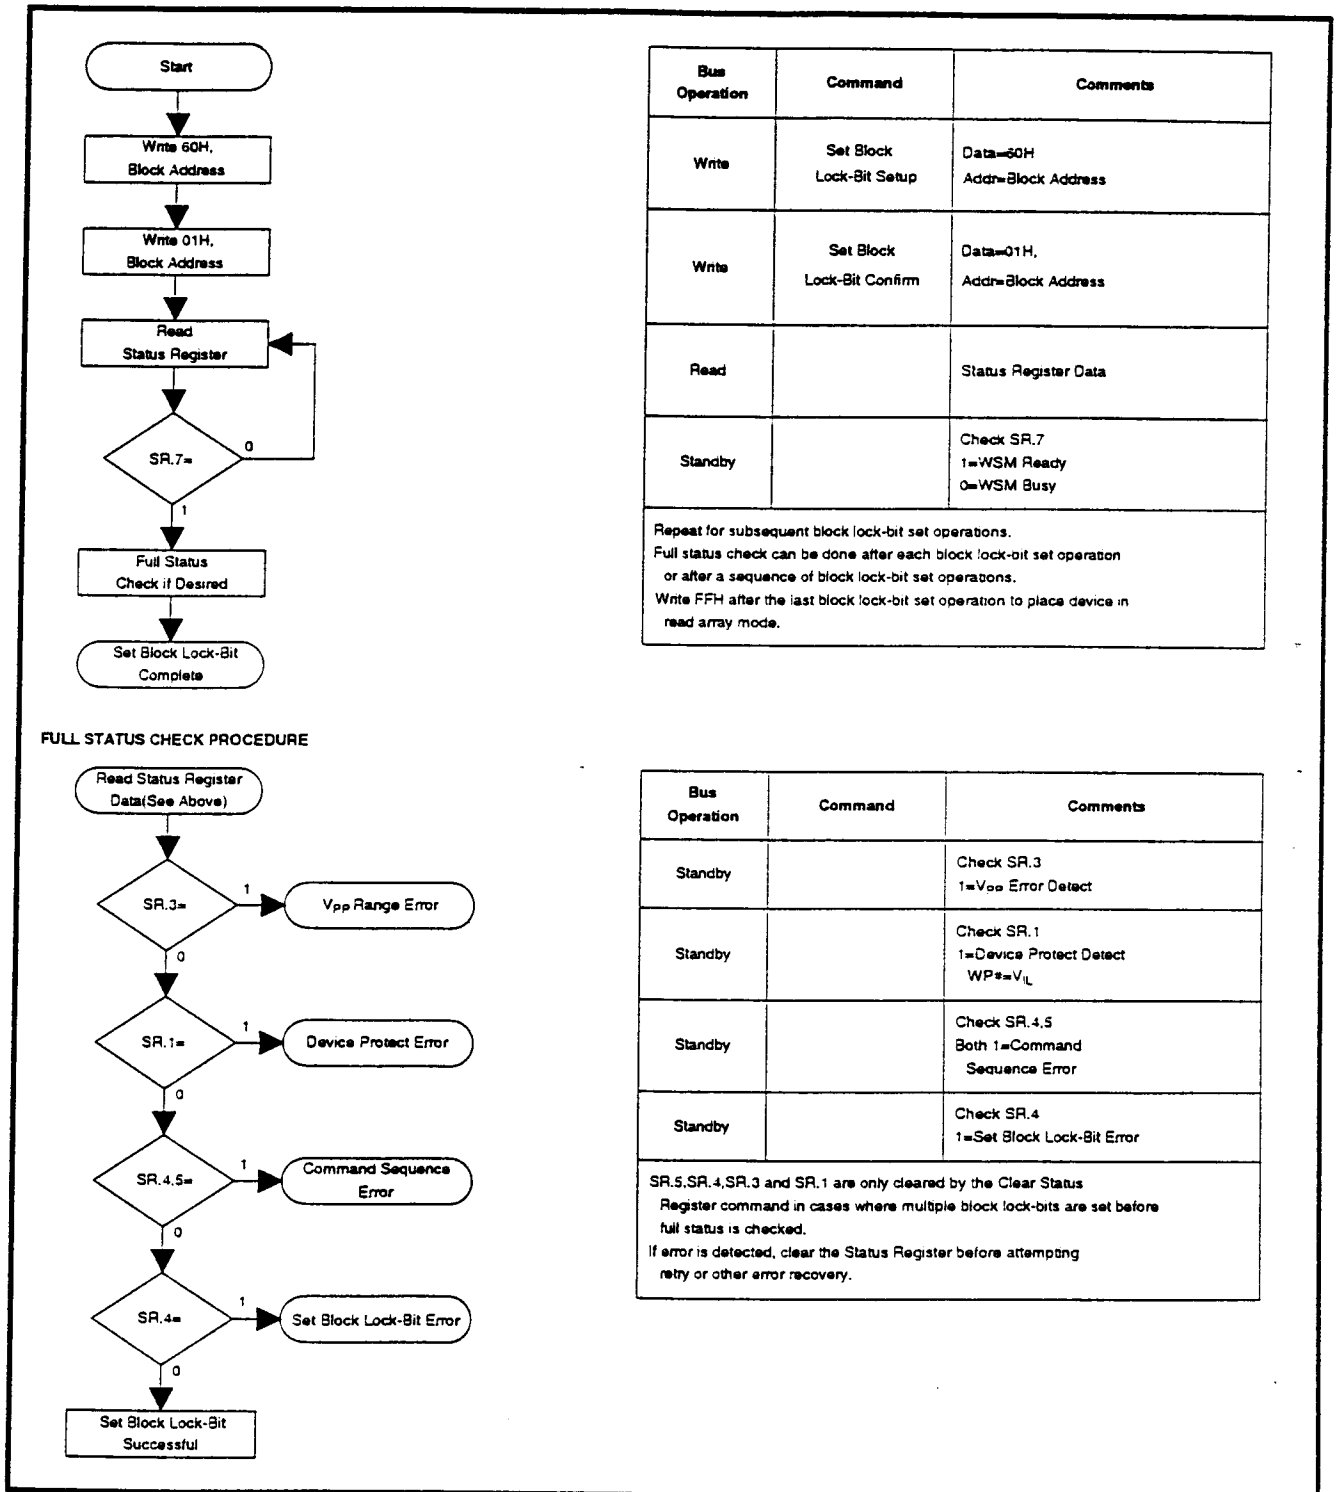 Start
Write 60H,
Block Address
Write 01H,
Block Address
Read
Status Register
SR.7=
0
1
Full Status
Check if Desired
Set Block Lock-Bit
Complete
Bus
Operation
Command
Comments
Write
Set Block
Lock-Bit Setup
Data=60H
Addr=Block Address
Write
Set Block
Lock-Bit Confirm
Data=01H,
Addr=Block Address
Read
Status Register Data
Standby
Check SR.7
1=WSM Ready
0=WSM Busy
Repeat for subsequent block lock-bit set operations.
Full status check can be done after each block lock-bit set operation
or after a sequence of block lock-bit set operations.
Write FFH after the last block lock-bit set operation to place device in
read array mode.
FULL STATUS CHECK PROCEDURE
Read Status Register
Data(See Above)
SR.3=
1
VPP Range Error
0
SR.1=
1
Device Protect Error
0
SR.4,5=
1
Command Sequence
Error
0
SR.4=
1
Set Block Lock-Bit Error
0
Set Block Lock-Bit
Successful
Bus
Operation
Command
Comments
Standby
Check SR.3
1=VPP Error Detect
Standby
Check SR.1
1=Device Protect Detect
WP#=VIL
Standby
Check SR.4,5
Both 1=Command
Sequence Error
Standby
Check SR.4
1=Set Block Lock-Bit Error
SR.5,SR.4,SR.3 and SR.1 are only cleared by the Clear Status
Register command in cases where multiple block lock-bits are set before
full status is checked.
If error is detected, clear the Status Register before attempting
retry or other error recovery.